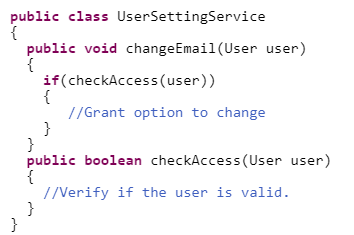 public class UserSettingService
{
  public void changeEmail(User user)
  {
    if(checkAccess(user))
    {
       //Grant option to change
    }
  }
  public boolean checkAccess(User user)
  {
    //Verify if the user is valid.
  }
}